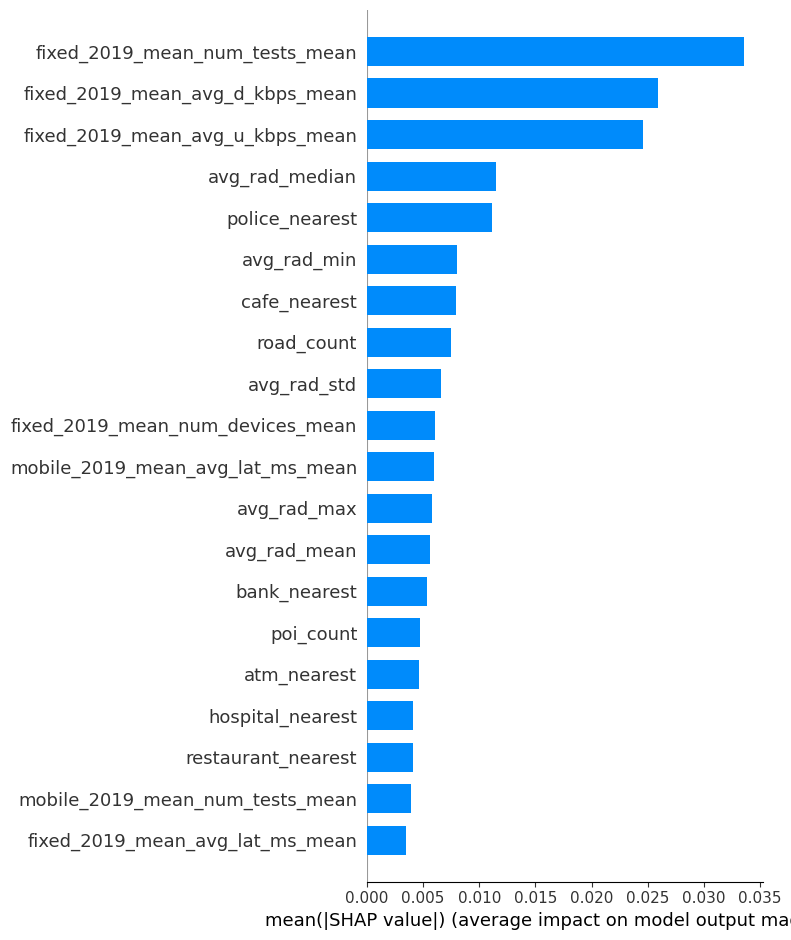 fixed_2019_mean_num_tests_mean
fixed_2019_mean_avg_d_kbps_mean
fixed_2019_mean_avg_u_kbps_mean
avg_rad_median
police_nearest
avg_rad_min
cafe_nearest
road_count
avg_rad_std
fixed_2019_mean_num_devices_mean
mobile_2019_mean_avg_lat_ms_mean
avg_rad_max
avg_rad_mean
bank_nearest
poi_count
atm_nearest
hospital_nearest
restaurant_nearest
mobile_2019_mean_num_tests_mean
fixed_2019_mean_avg_lat_ms_mean
0.000 0.005 0.010 0.015 0.020 0.025 0.030 0.035
mean(|SHAP value|) (average impact on model output